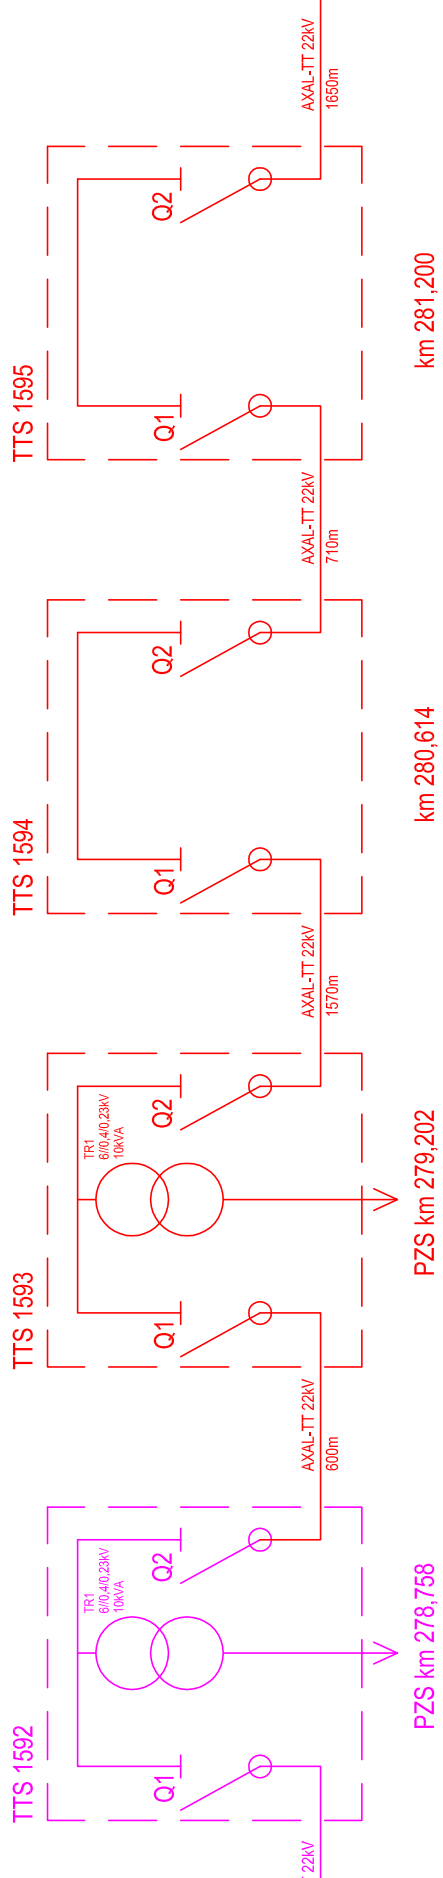 TTS 1592
TR1
6//0,4/0,23kV
10kVA
Q1
Q2
22kV
PZS km 278,758
AXAL-TT 22kV
600m
TTS 1593
TR1
6//0,4/0,23kV
10kVA
Q1
Q2
PZS km 279,202
AXAL-TT 22kV
1570m
TTS 1594
Q1
Q2
km 280,614
AXAL-TT 22kV
710m
TTS 1595
Q1
Q2
km 281,200
AXAL-TT 22kV
1650m